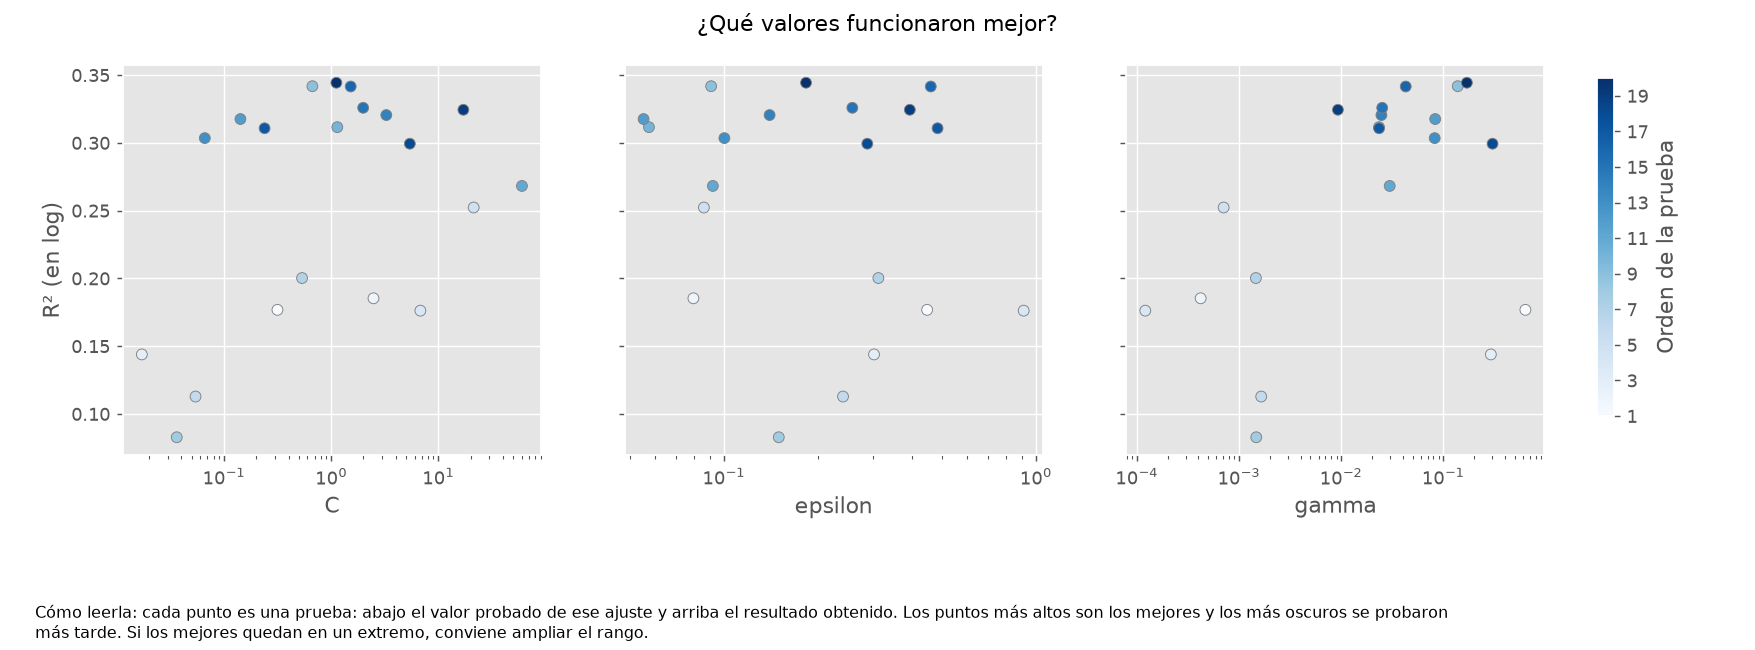 ¿Qué valores funcionaron mejor?
0.35
0.30
0.25
0.20
0.15
0.10
R² (en log)
10⁻¹ 10⁰ 10¹
C
10⁻¹ 10⁰
epsilon
10⁻⁴ 10⁻³ 10⁻² 10⁻¹
gamma
19
17
15
13
11
9
7
5
3
1
Orden de la prueba
Cómo leerla: cada punto es una prueba: abajo el valor probado de ese ajuste y arriba el resultado obtenido. Los puntos más altos son los mejores y los más oscuros se probaron
más tarde. Si los mejores quedan en un extremo, conviene ampliar el rango.